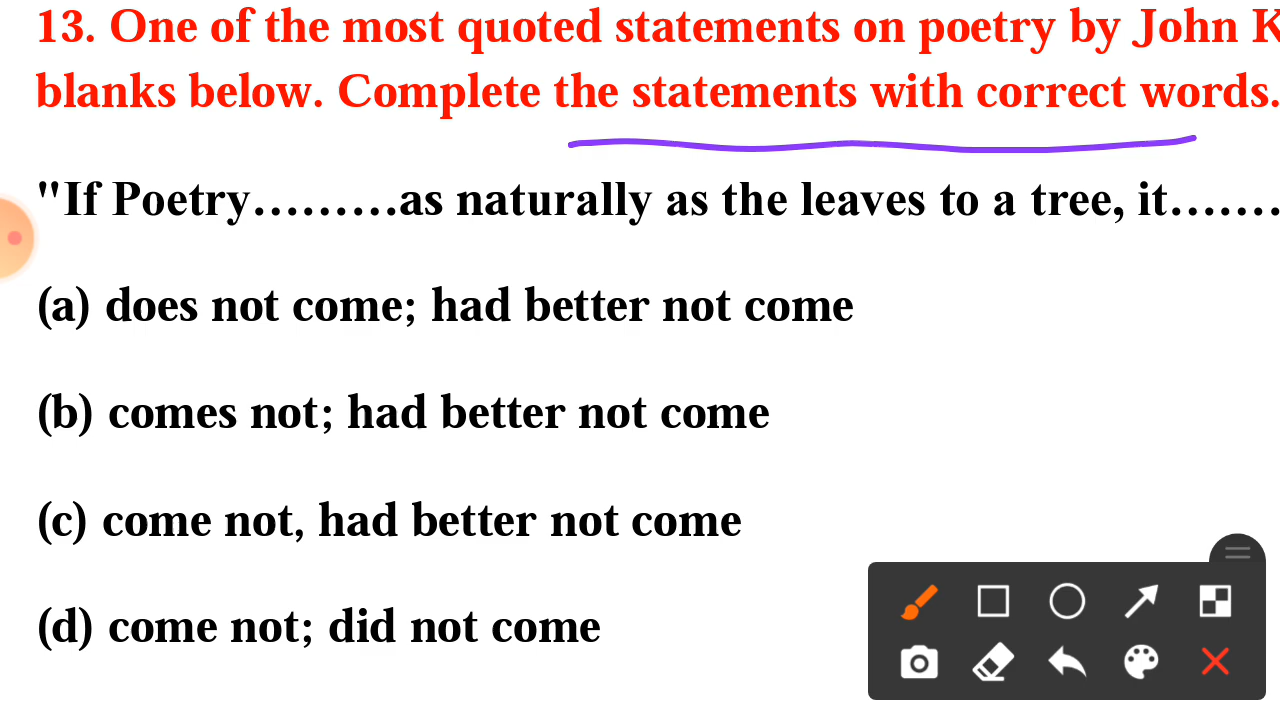 13. One of the most quoted statements on poetry by John K
blanks below. Complete the statements with correct words.
"If Poetry.........as naturally as the leaves to a tree, it.......
(a) does not come; had better not come
(b) comes not; had better not come
(c) come not, had better not come
(d) come not; did not come